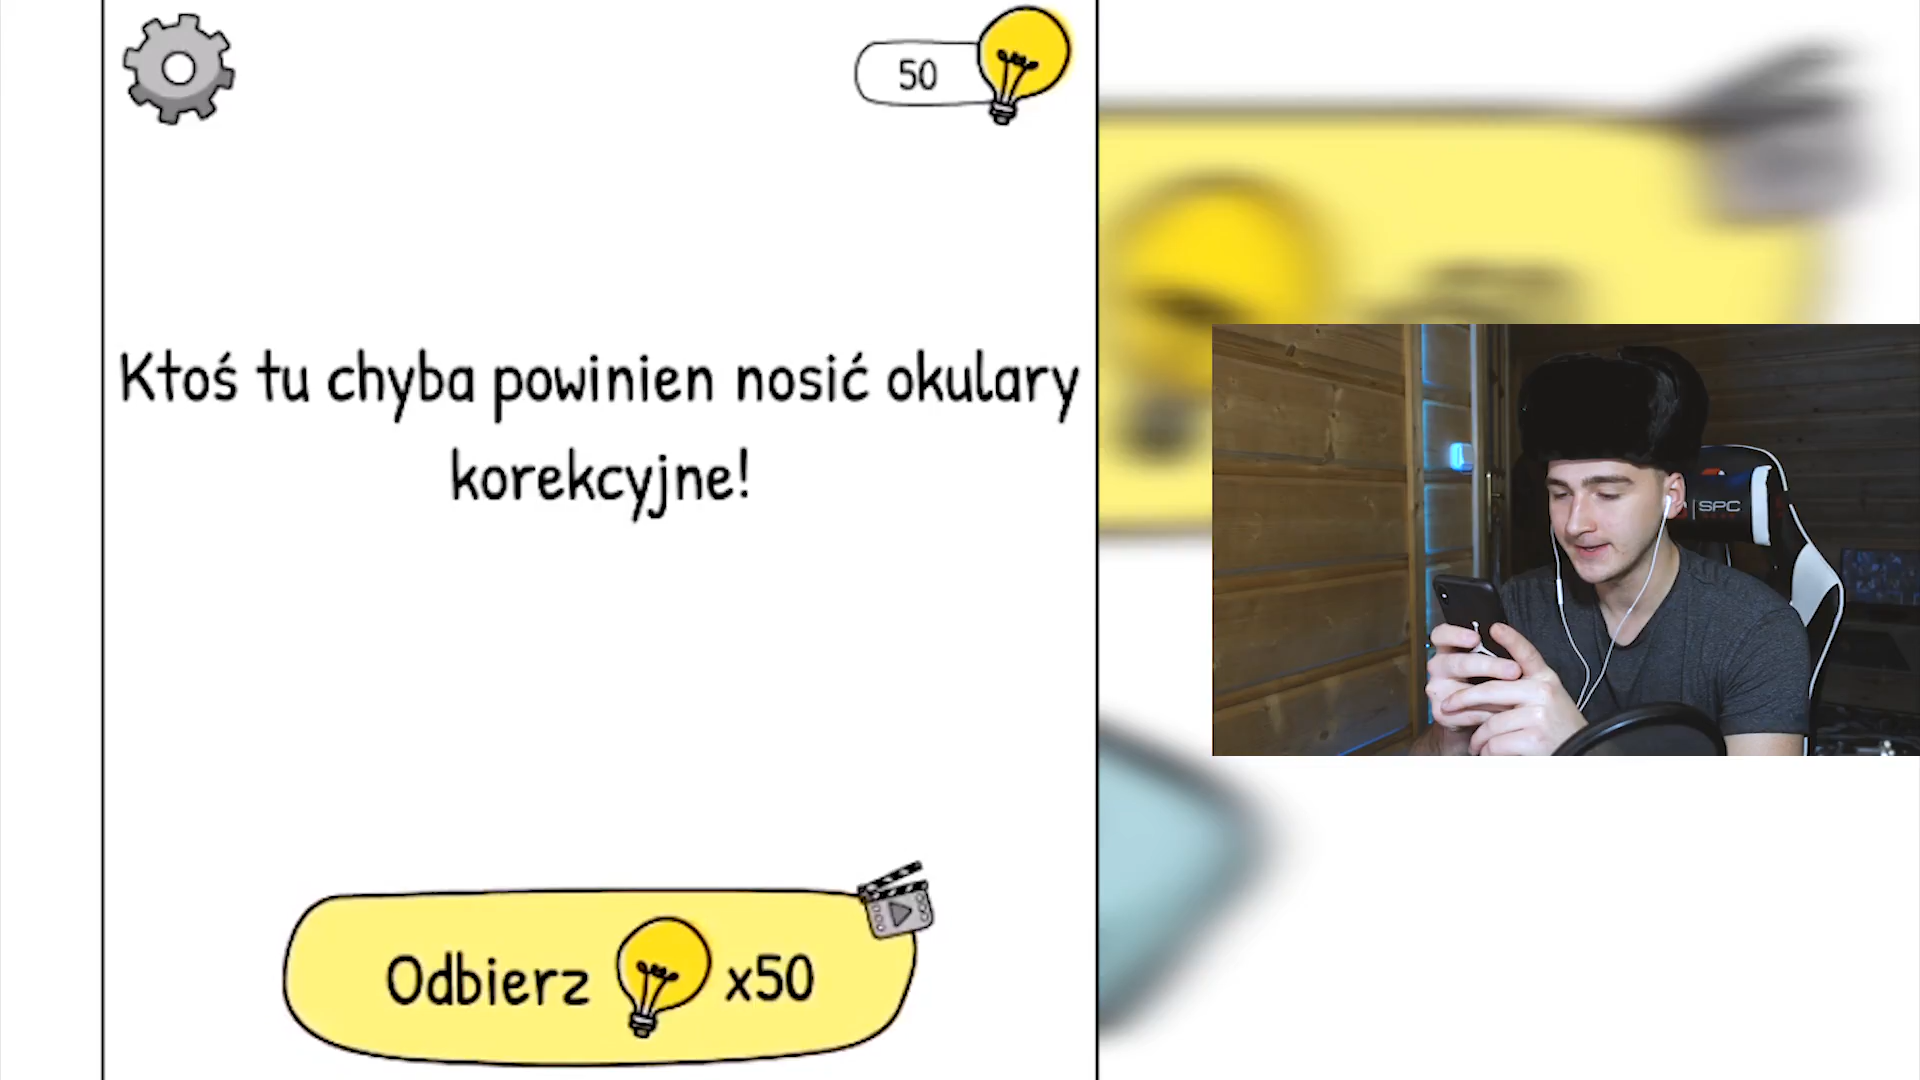 50
Ktoś tu chyba powinien nosić okulary
korekcyjne!
Odbierz x50
SPC